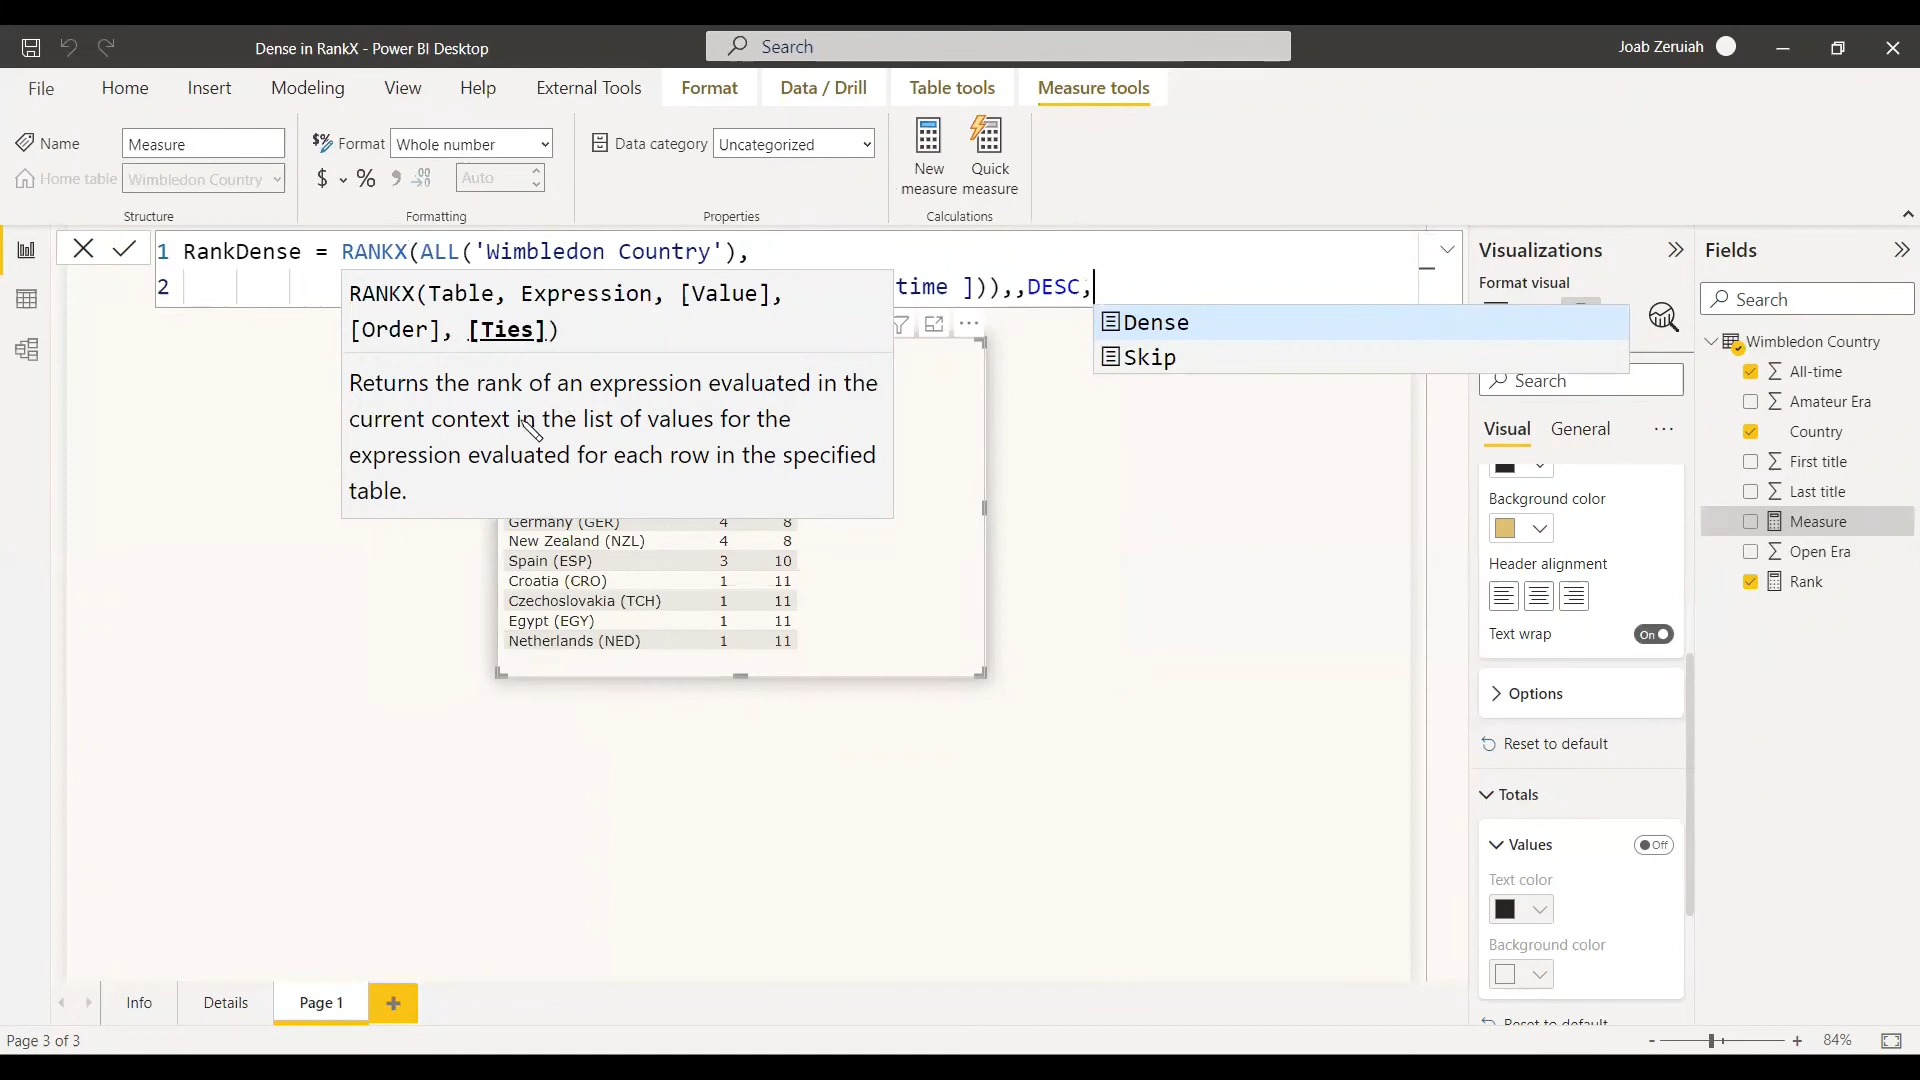 Dense in RankX - Power BI Desktop
Search
Joab Zeruiah
File Home Insert Modeling View Help External Tools Format Data / Drill Table tools Measure tools
Name Measure
Home table Wimbledon Country
Structure
Format Whole number
$ % Auto
Formatting
Data category Uncategorized
Properties
New measure
Quick measure
Calculations
1 RankDense = RANKX(ALL('Wimbledon Country'),
2 time ])),,DESC,
RANKX(Table, Expression, [Value],
[Order], [Ties])
Returns the rank of an expression evaluated in the
current context in the list of values for the
expression evaluated for each row in the specified
table.
Dense
Skip
Germany (GER) 4 8
New Zealand (NZL) 4 8
Spain (ESP) 3 10
Croatia (CRO) 1 11
Czechoslovakia (TCH) 1 11
Egypt (EGY) 1 11
Netherlands (NED) 1 11
Visualizations
Format visual
Search
Visual General
Background color
Header alignment
Text wrap On
Options
Reset to default
Totals
Values Off
Text color
Background color
Reset to default
Fields
Search
Wimbledon Country
All-time
Amateur Era
Country
First title
Last title
Measure
Open Era
Rank
Info Details Page 1
Page 3 of 3
- + 84%